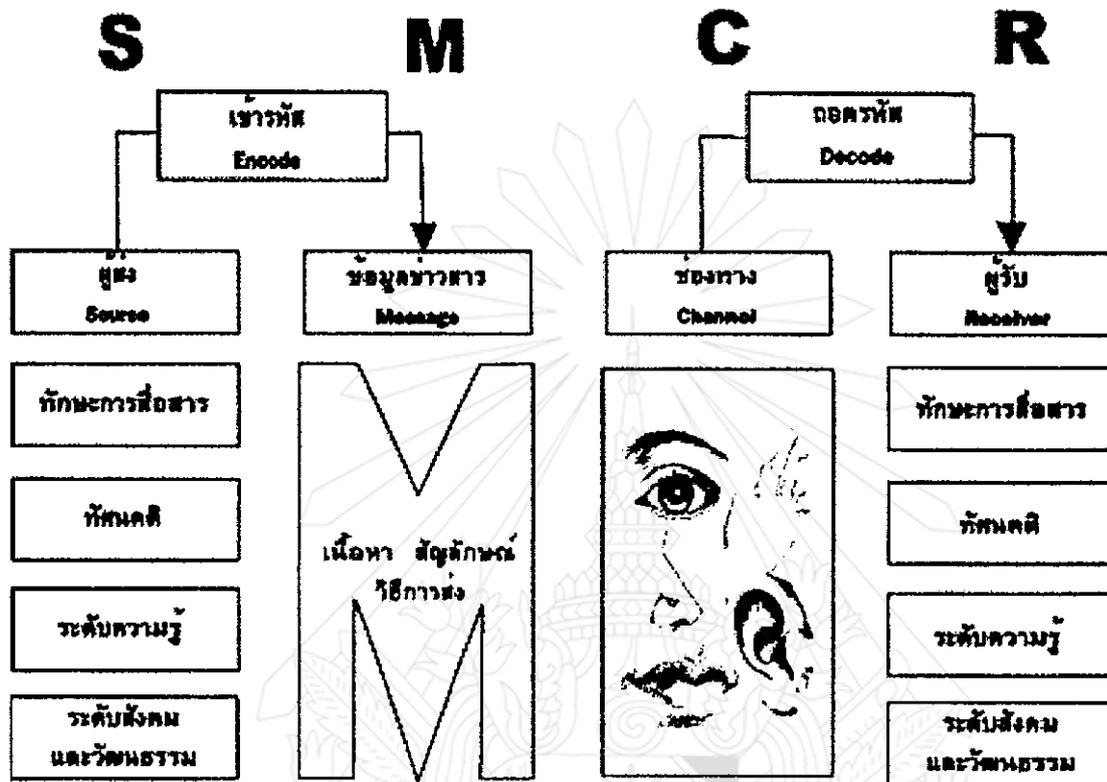 S M C R
เข้ารหัส
Encode
ถอดรหัส
Decode
ผู้ส่ง
Sourse
ข้อมูลข่าวสาร
Message
ช่องทาง
Channel
ผู้รับ
Receiver
ทักษะการสื่อสาร
ทัศนคติ
ระดับความรู้
ระดับสังคม
และวัฒนธรรม
เนื้อหา สัญลักษณ์
วิธีการส่ง
ทักษะการสื่อสาร
ทัศนคติ
ระดับความรู้
ระดับสังคม
และวัฒนธรรม